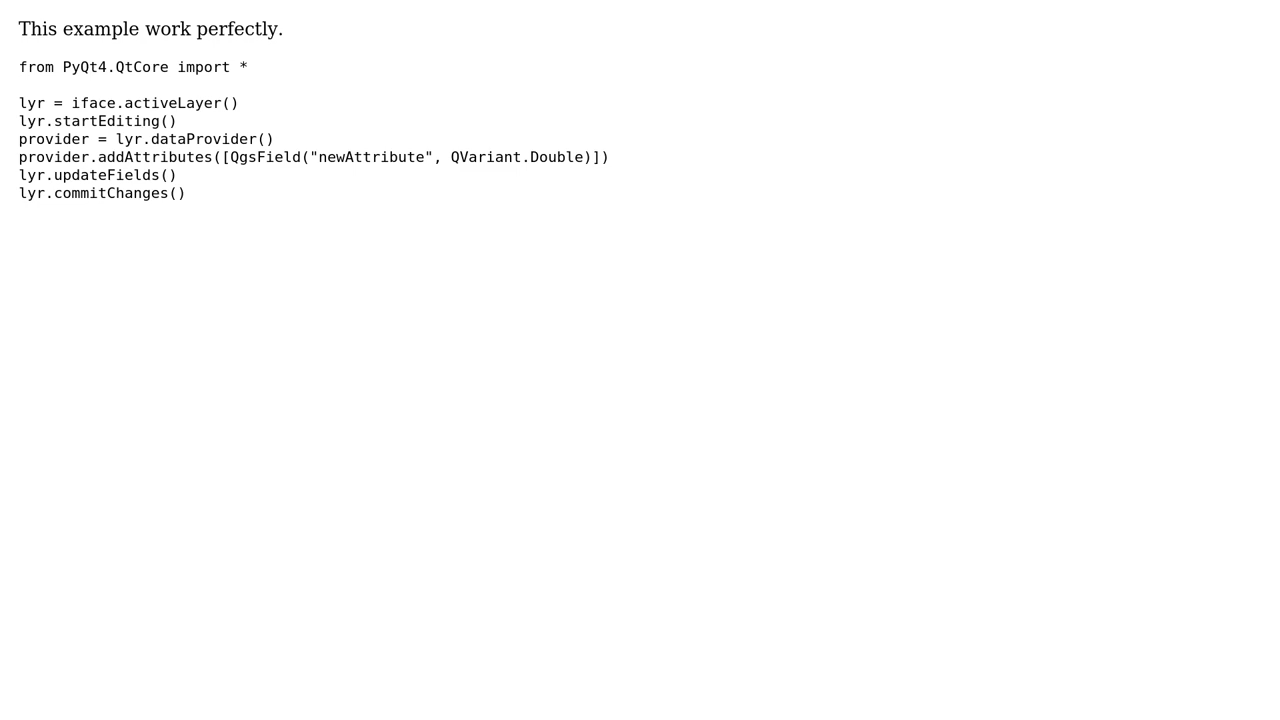 This example work perfectly.
from PyQt4.QtCore import *
lyr = iface.activeLayer()
lyr.startEditing()
provider = lyr.dataProvider()
provider.addAttributes([QgsField("newAttribute", QVariant.Double)])
lyr.updateFields()
lyr.commitChanges()